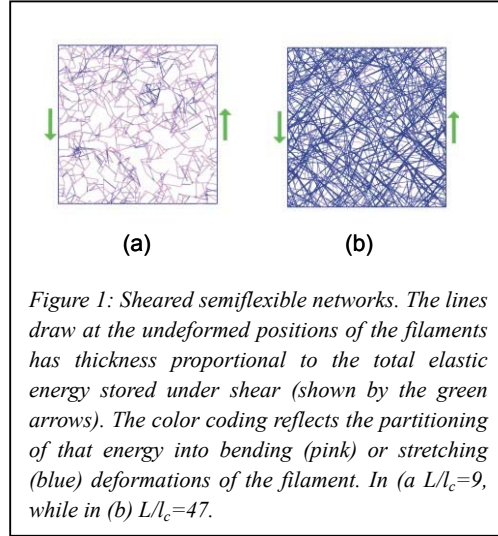 (a) (b)
Figure 1: Sheared semiflexible networks. The lines
draw at the undeformed positions of the filaments
has thickness proportional to the total elastic
energy stored under shear (shown by the green
arrows). The color coding reflects the partitioning
of that energy into bending (pink) or stretching
(blue) deformations of the filament. In (a L/l_c=9,
while in (b) L/l_c=47.